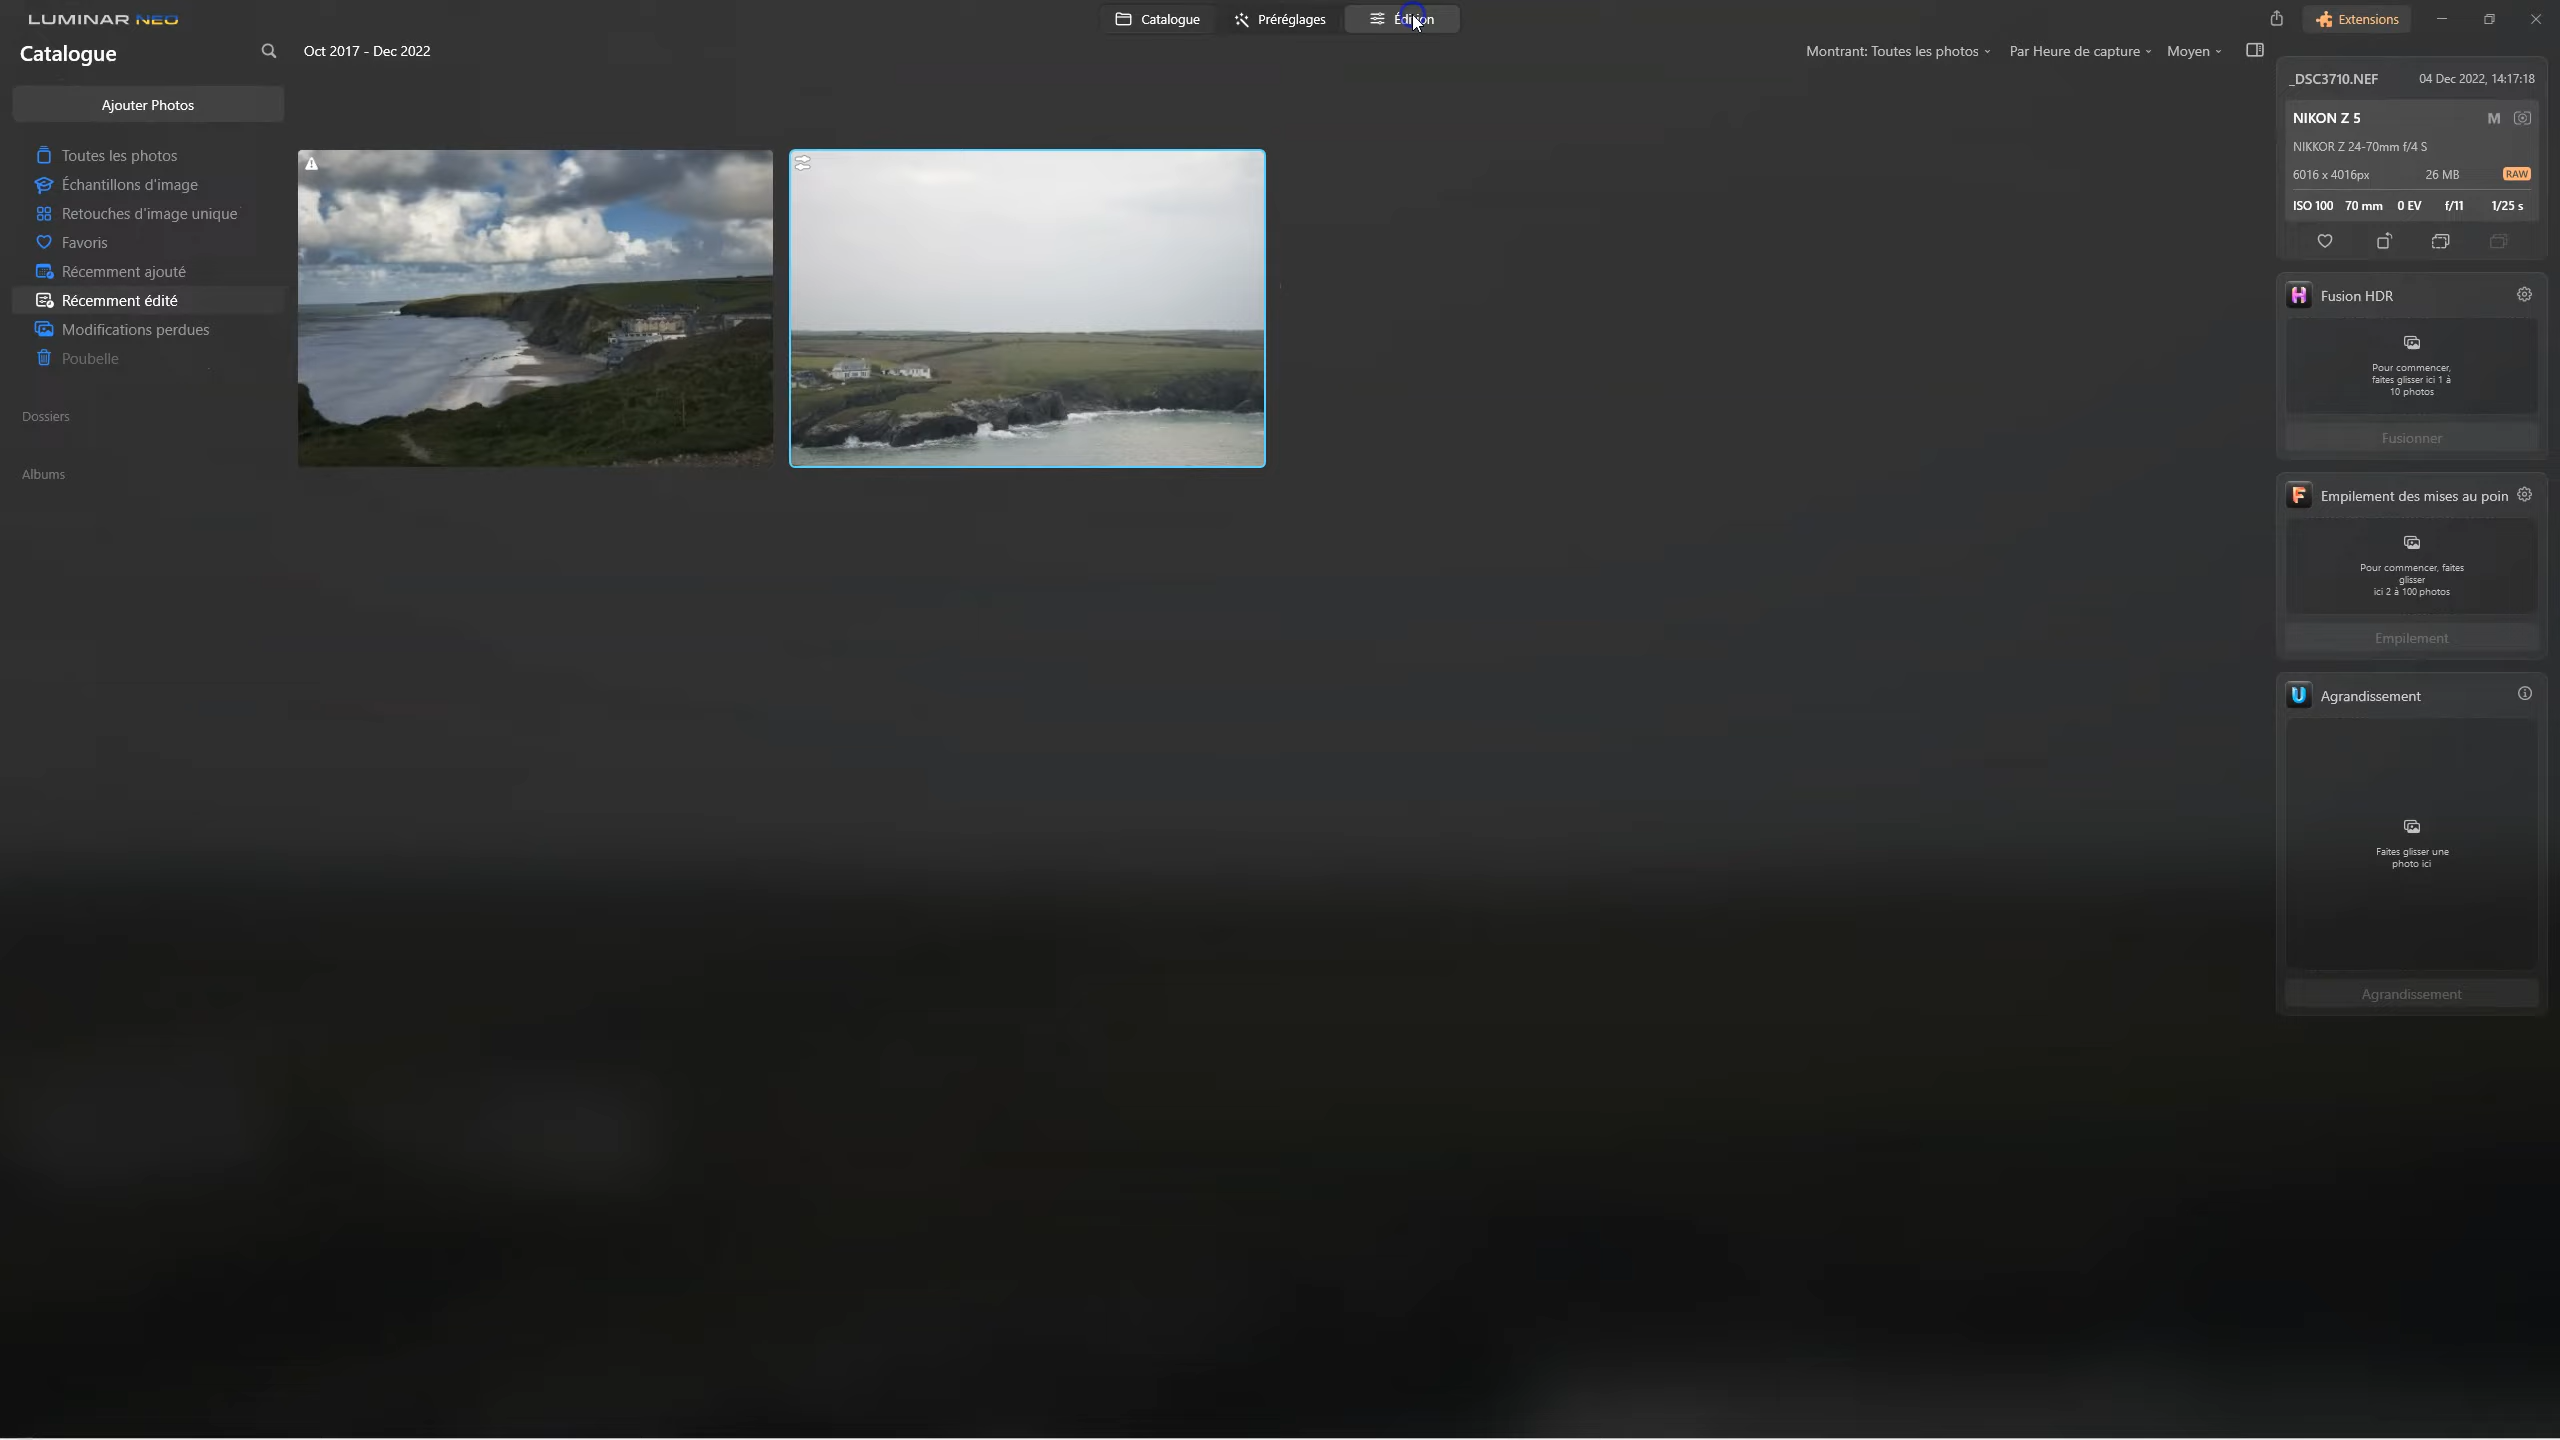 LUMINAR NEO
Catalogue
Préréglages
Édition
Extensions
Catalogue
Oct 2017 - Dec 2022
Montrant: Toutes les photos
Par Heure de capture
Moyen
Ajouter Photos
Toutes les photos
Échantillons d'image
Retouches d'image unique
Favoris
Récemment ajouté
Récemment édité
Modifications perdues
Poubelle
Dossiers
Albums
_DSC3710.NEF 04 Dec 2022, 14:17:18
NIKON Z 5 M
NIKKOR Z 24-70mm f/4 S
6016 x 4016px 26 MB RAW
ISO 100 70 mm 0 EV f/11 1/25 s
H Fusion HDR
Pour commencer,
faites glisser ici 1 à
10 photos
Fusionner
F Empilement des mises au poin
Pour commencer, faites
glisser
ici 2 à 100 photos
Empilement
U Agrandissement
Faites glisser une
photo ici
Agrandissement